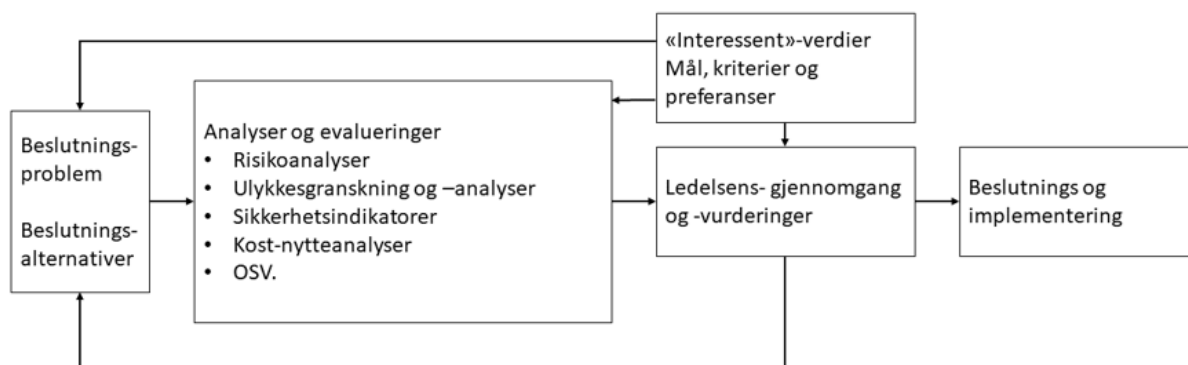 «Interessent»-verdier
Mål, kriterier og
preferanser
Beslutnings-
problem
Beslutnings-
alternativer
Analyser og evalueringer
• Risikoanalyser
• Ulykkesgranskning og –analyser
• Sikkerhetsindikatorer
• Kost-nytteanalyser
• OSV.
Ledelsens- gjennomgang
og -vurderinger
Beslutnings og
implementering